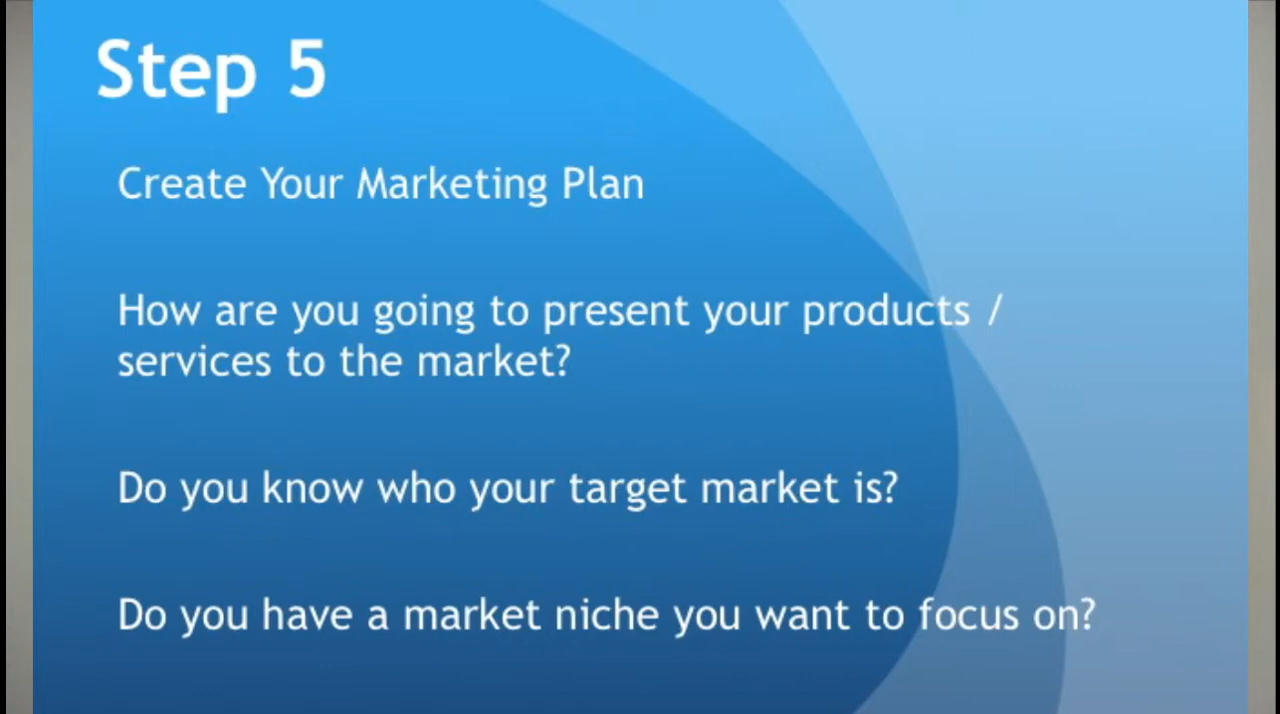 Step 5
Create Your Marketing Plan
How are you going to present your products /
services to the market?
Do you know who your target market is?
Do you have a market niche you want to focus on?